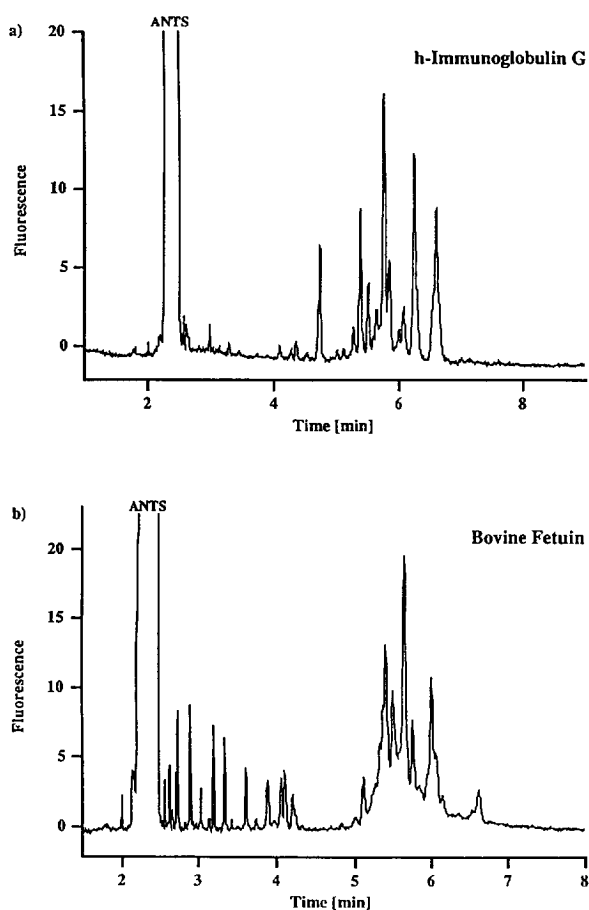 a)
ANTS
h-Immunoglobulin G
20
15
10
5
0
Fluorescence
2 4 6 8
Time [min]
b)
ANTS
Bovine Fetuin
20
15
10
5
0
Fluorescence
2 3 4 5 6 7 8
Time [min]